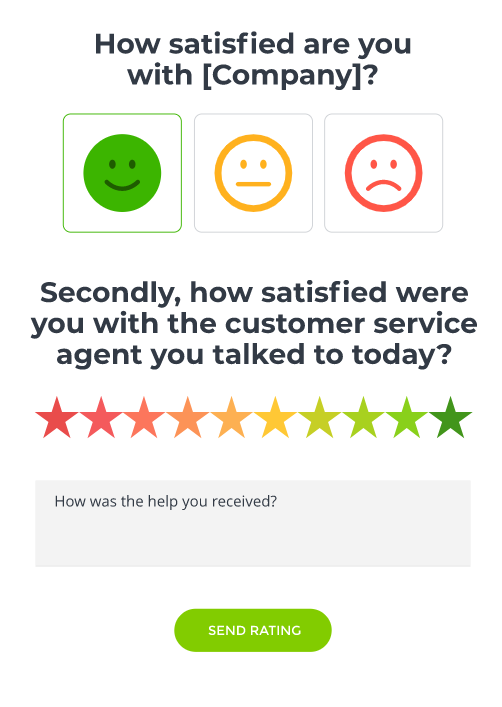 How satisfied are you
with [Company]?
Secondly, how satisfied were
you with the customer service
agent you talked to today?
How was the help you received?
SEND RATING